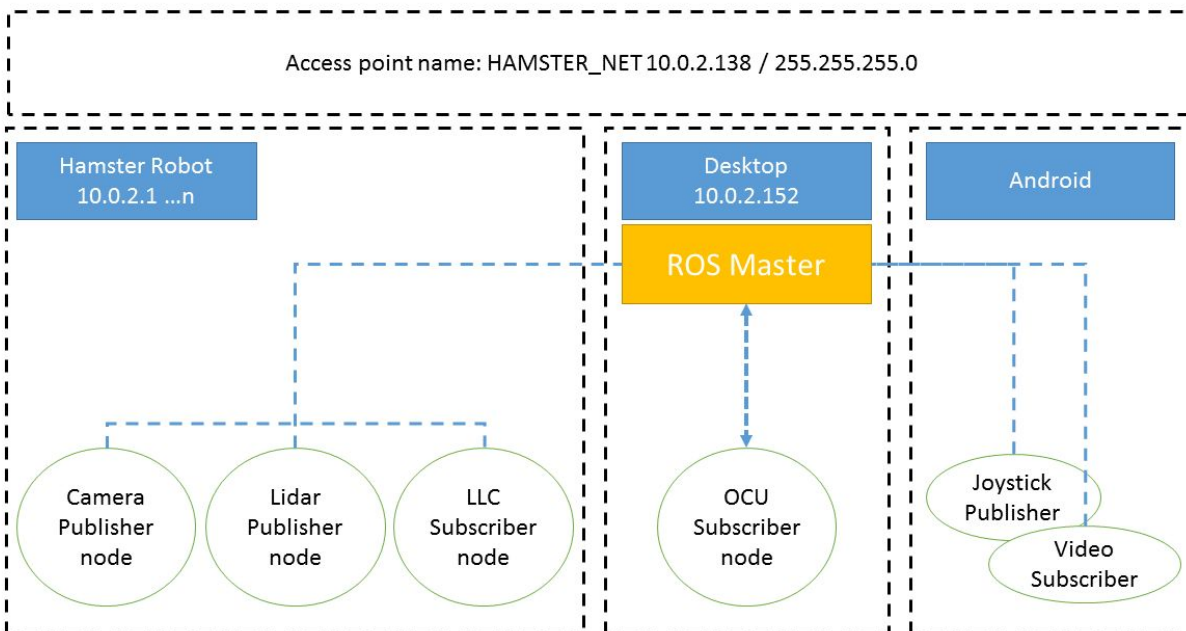 Access point name: HAMSTER_NET 10.0.2.138 / 255.255.255.0
Hamster Robot
10.0.2.1 ...n
Desktop
10.0.2.152
Android
ROS Master
Camera
Publisher
node
Lidar
Publisher
node
LLC
Subscriber
node
OCU
Subscriber
node
Joystick
Publisher
Video
Subscriber